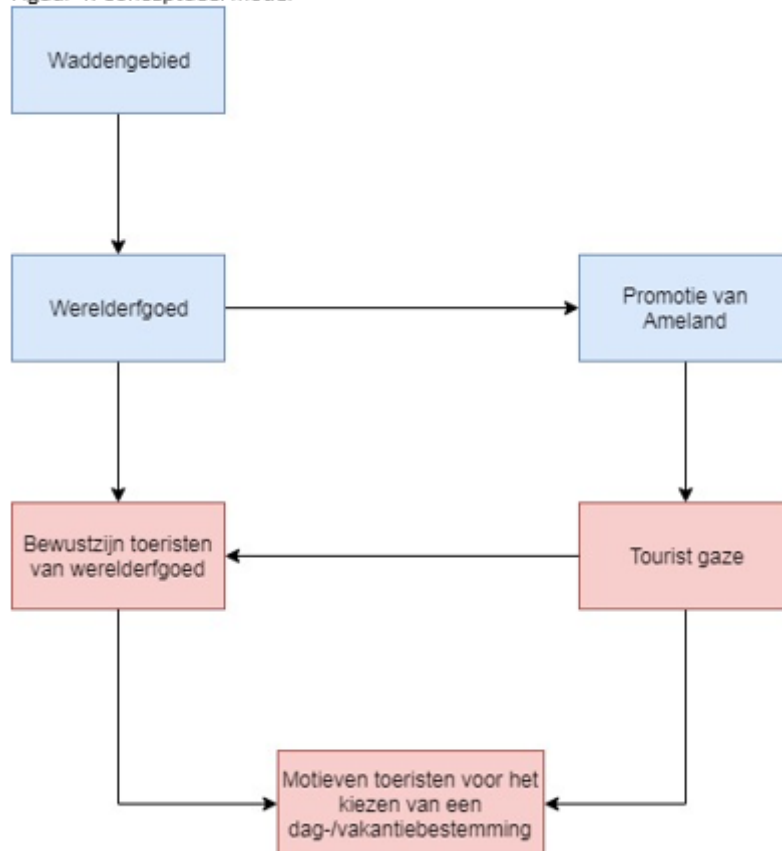 Waddengebied
Werelderfgoed
Promotie van
Ameland
Bewustzijn toeristen
van werelderfgoed
Tourist gaze
Motieven toeristen voor het
kiezen van een
dag-/vakantiebestemming